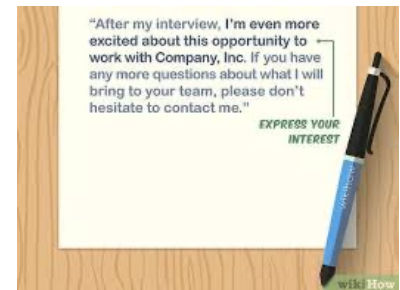 “After my interview, I'm even more
excited about this opportunity to
work with Company, Inc. If you have
any more questions about what I will
bring to your team, please don't
hesitate to contact me.”
EXPRESS YOUR
INTEREST
wikiHow
wikiHow